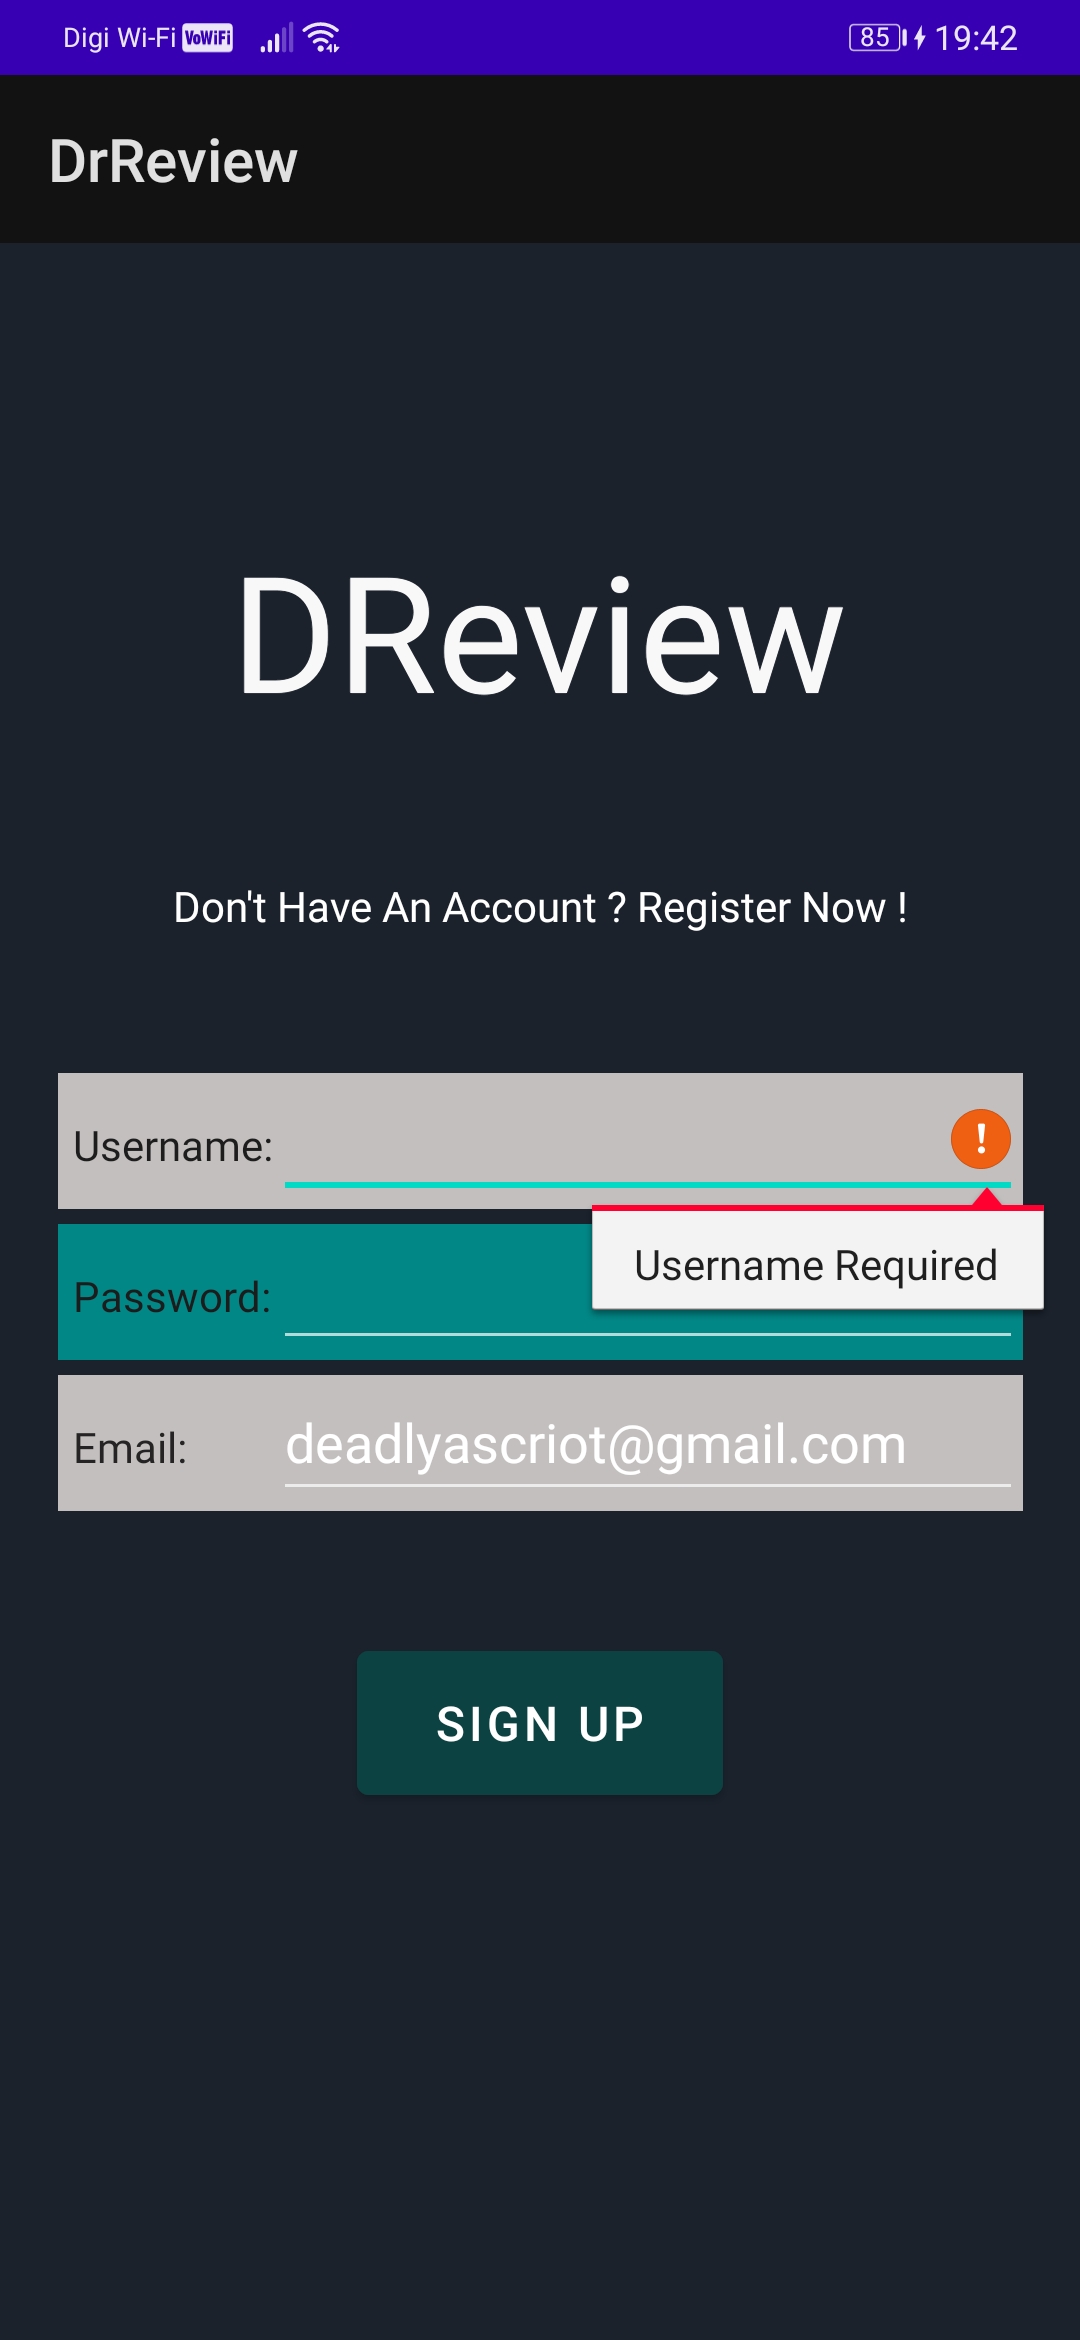 Digi Wi-Fi VoWiFi 85 19:42
DrReview
DReview
Don't Have An Account ? Register Now !
Username: !
Username Required
Password:
Email: deadlyascriot@gmail.com
SIGN UP